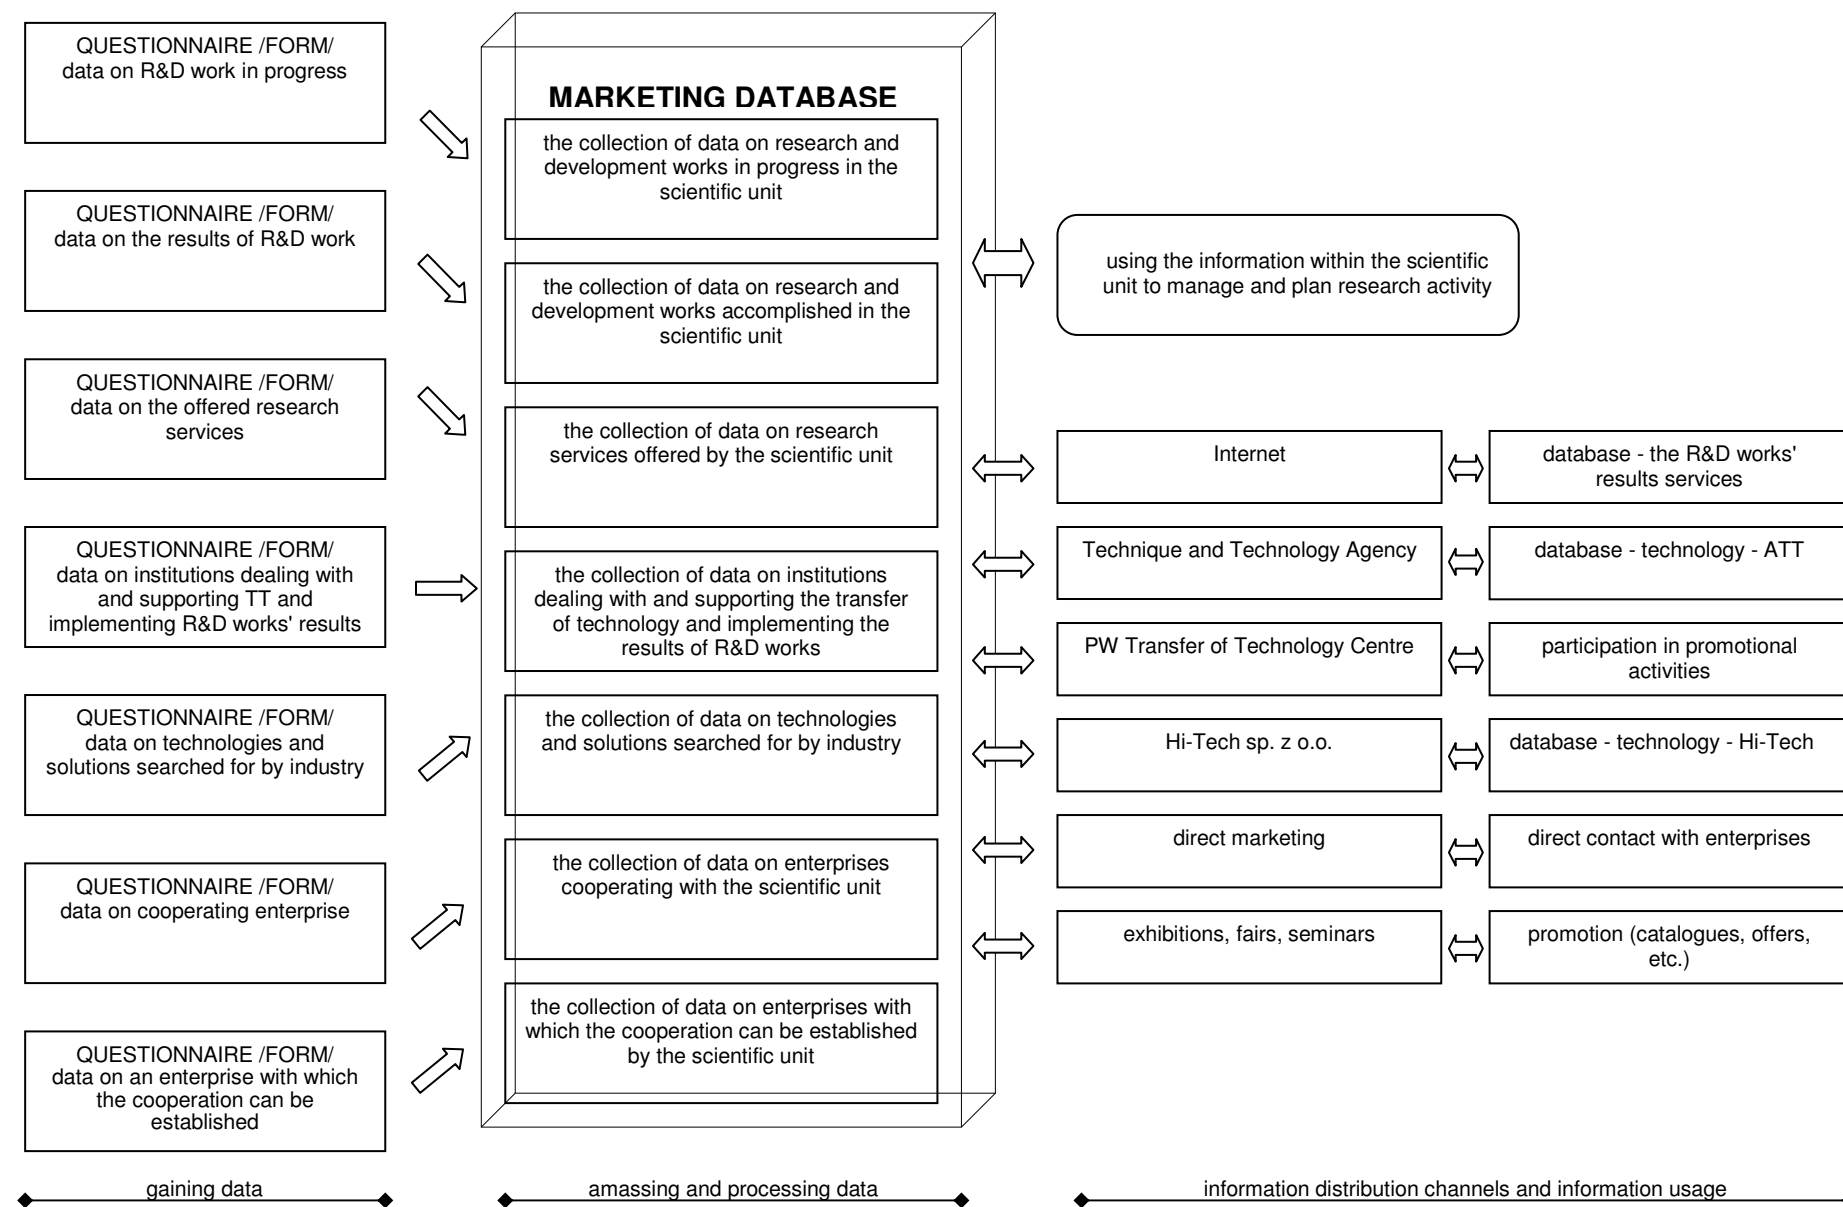 QUESTIONNAIRE /FORM/
data on R&D work in progress
QUESTIONNAIRE /FORM/
data on the results of R&D work
QUESTIONNAIRE /FORM/
data on the offered research
services
QUESTIONNAIRE /FORM/
data on institutions dealing with
and supporting TT and
implementing R&D works' results
QUESTIONNAIRE /FORM/
data on technologies and
solutions searched for by industry
QUESTIONNAIRE /FORM/
data on cooperating enterprise
QUESTIONNAIRE /FORM/
data on an enterprise with which
the cooperation can be
established
gaining data
MARKETING DATABASE
the collection of data on research and
development works in progress in the
scientific unit
the collection of data on research and
development works accomplished in the
scientific unit
the collection of data on research
services offered by the scientific unit
the collection of data on institutions
dealing with and supporting the transfer
of technology and implementing the
results of R&D works
the collection of data on technologies
and solutions searched for by industry
the collection of data on enterprises
cooperating with the scientific unit
the collection of data on enterprises with
which the cooperation can be established
by the scientific unit
amassing and processing data
using the information within the scientific
unit to manage and plan research activity
Internet
database - the R&D works'
results services
Technique and Technology Agency
database - technology - ATT
PW Transfer of Technology Centre
participation in promotional
activities
Hi-Tech sp. z o.o.
database - technology - Hi-Tech
direct marketing
direct contact with enterprises
exhibitions, fairs, seminars
promotion (catalogues, offers,
etc.)
information distribution channels and information usage